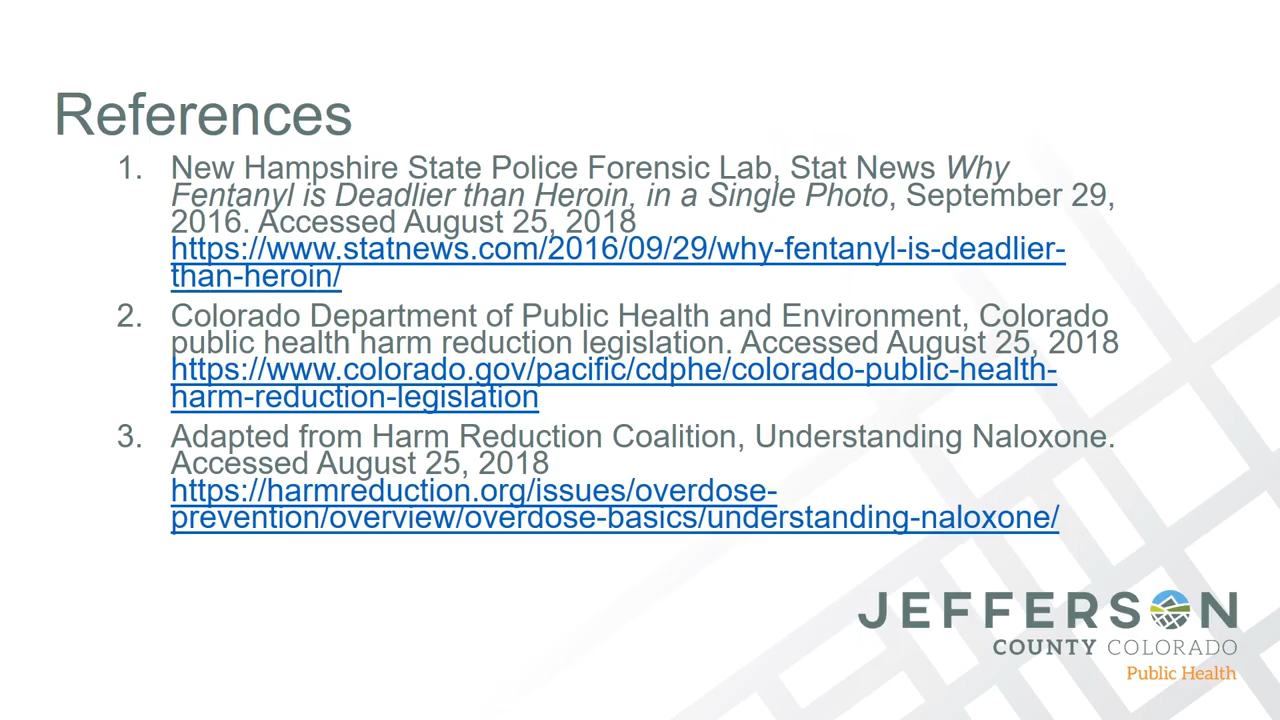 References
1. New Hampshire State Police Forensic Lab, Stat News Why
Fentanyl is Deadlier than Heroin, in a Single Photo, September 29,
2016. Accessed August 25, 2018
https://www.statnews.com/2016/09/29/why-fentanyl-is-deadlier-
than-heroin/
2. Colorado Department of Public Health and Environment, Colorado
public health harm reduction legislation. Accessed August 25, 2018
https://www.colorado.gov/pacific/cdphe/colorado-public-health-
harm-reduction-legislation
3. Adapted from Harm Reduction Coalition, Understanding Naloxone.
Accessed August 25, 2018
https://harmreduction.org/issues/overdose-
prevention/overview/overdose-basics/understanding-naloxone/
JEFFERSON
COUNTY COLORADO
Public Health